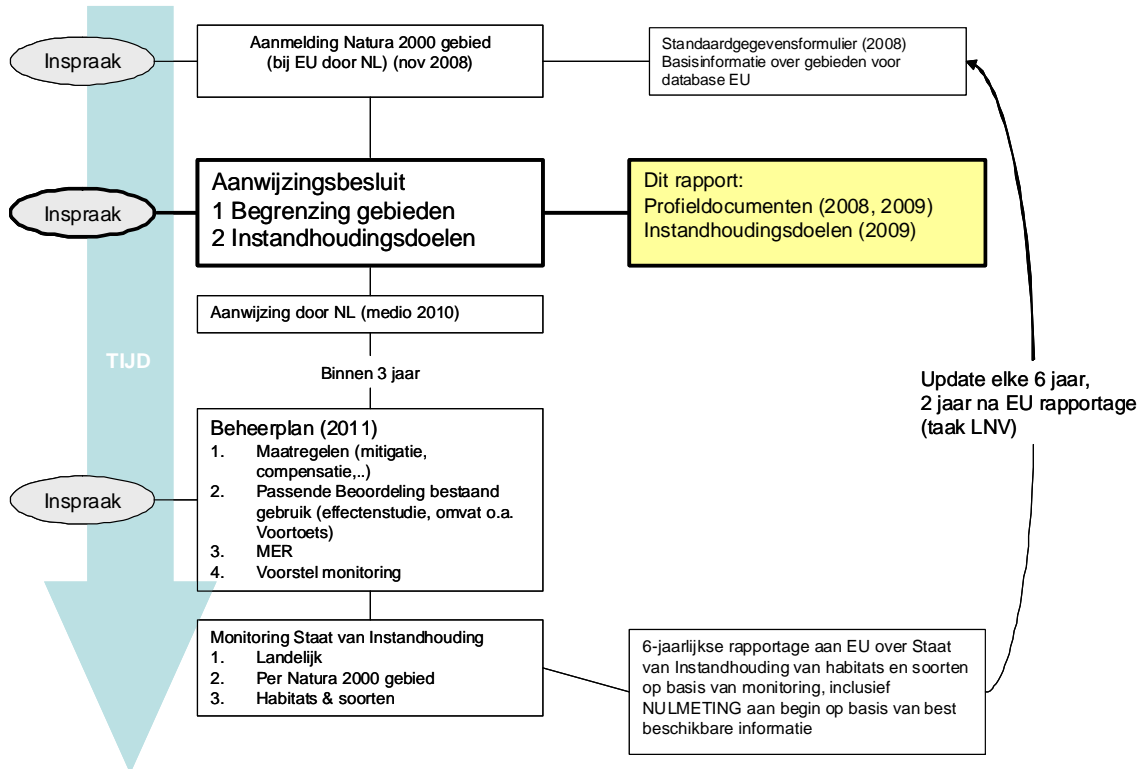 Inspraak
Aanmelding Natura 2000 gebied
(bij EU door NL) (nov 2008)
Standaardgegevensformulier (2008)
Basisinformatie over gebieden voor
database EU
Inspraak
Aanwijzingsbesluit
1 Begrenzing gebieden
2 Instandhoudingsdoelen
Dit rapport:
Profieldocumenten (2008, 2009)
Instandhoudingsdoelen (2009)
Aanwijzing door NL (medio 2010)
TIJD
Binnen 3 jaar
Update elke 6 jaar,
2 jaar na EU rapportage
(taak LNV)
Inspraak
Beheerplan (2011)
1. Maatregelen (mitigatie,
compensatie,..)
2. Passende Beoordeling bestaand
gebruik (effectenstudie, omvat o.a.
Voortoets)
3. MER
4. Voorstel monitoring
Monitoring Staat van Instandhouding
1. Landelijk
2. Per Natura 2000 gebied
3. Habitats & soorten
6-jaarlijkse rapportage aan EU over Staat
van Instandhouding van habitats en soorten
op basis van monitoring, inclusief
NULMETING aan begin op basis van best
beschikbare informatie